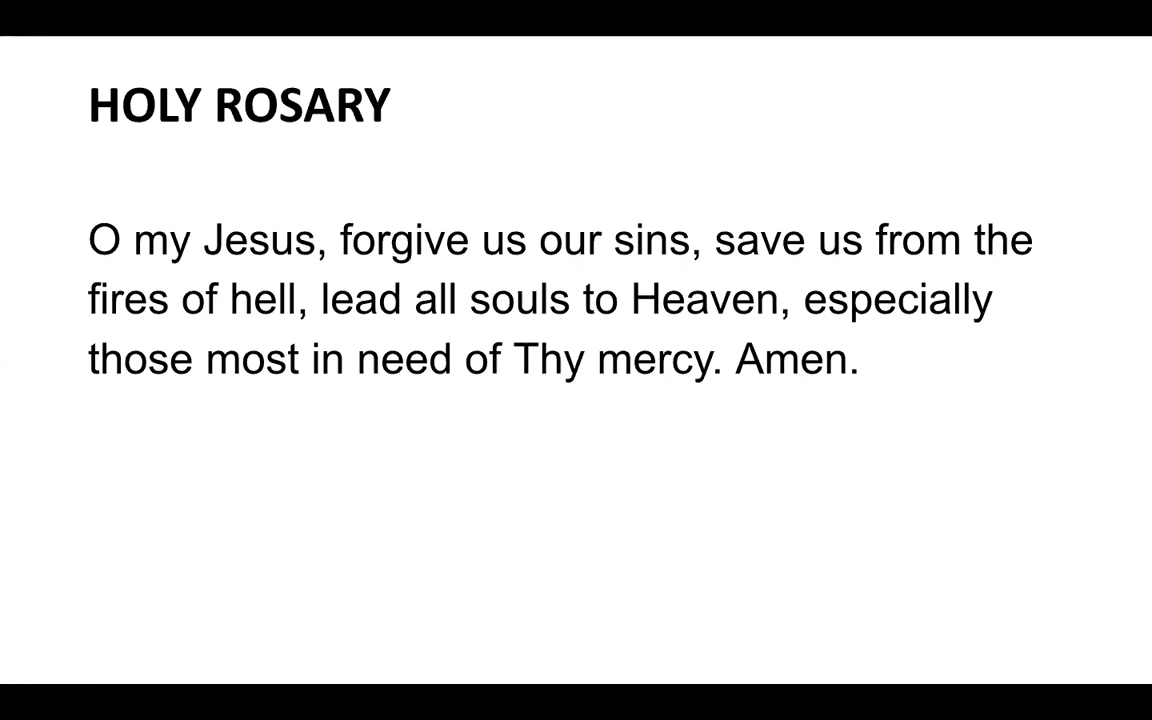 HOLY ROSARY
O my Jesus, forgive us our sins, save us from the
fires of hell, lead all souls to Heaven, especially
those most in need of Thy mercy. Amen.